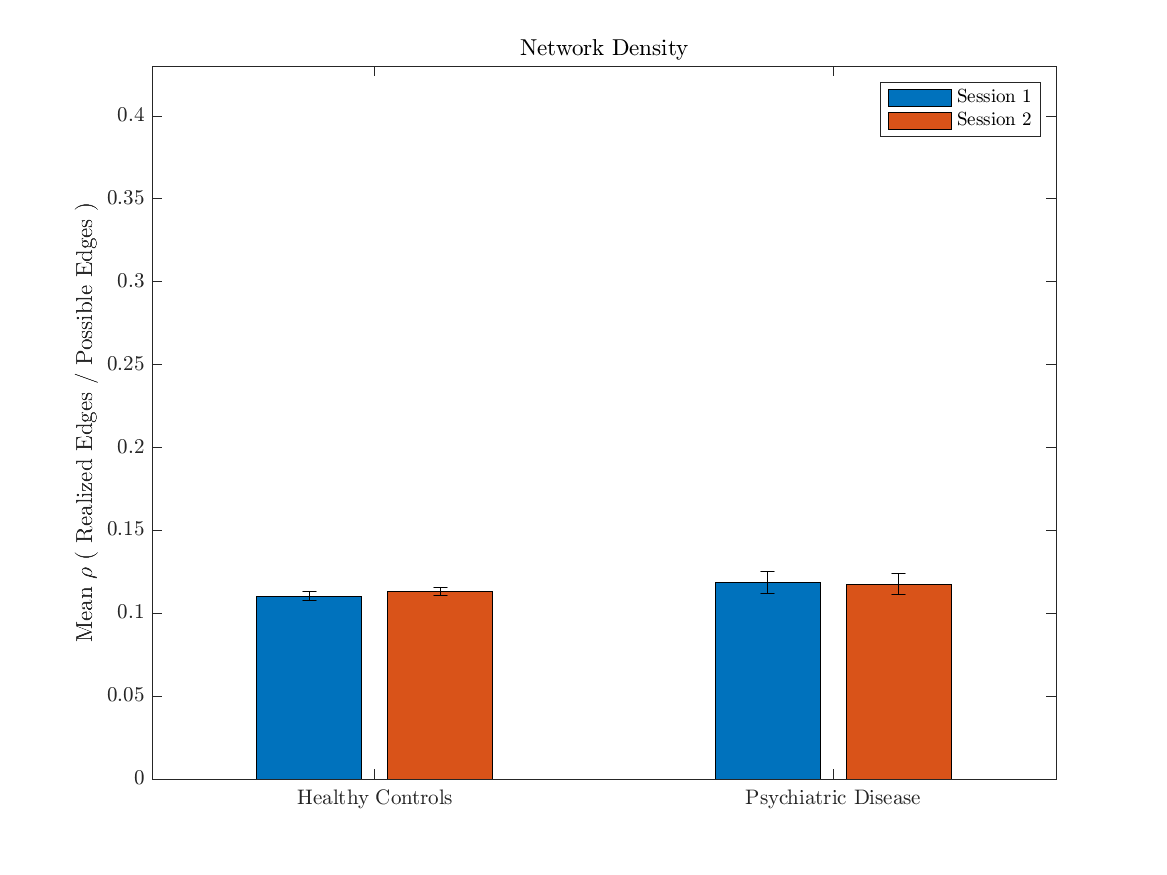 Network Density
Session 1
Session 2
0.4
0.35
0.3
0.25
0.2
0.15
0.1
0.05
0
Mean ρ ( Realized Edges / Possible Edges )
Healthy Controls
Psychiatric Disease